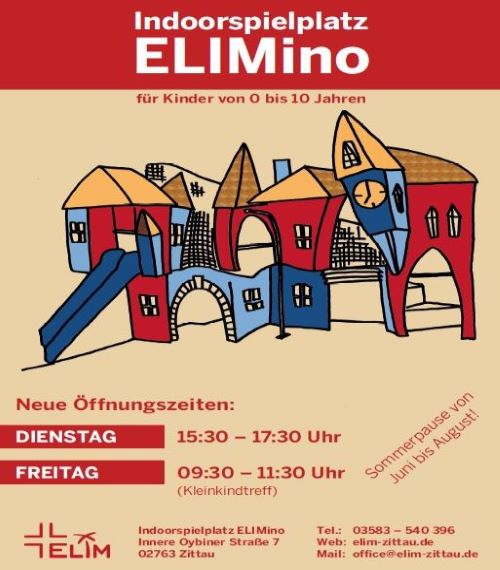 Indoorspielplatz
ELIMino
für Kinder von 0 bis 10 Jahren
Neue Öffnungszeiten:
DIENSTAG 15:30 – 17:30 Uhr
FREITAG 09:30 – 11:30 Uhr
(Kleinkindtreff)
Sommerpause von
Juni bis August!
ELIM
Indoorspielplatz ELIMino
Innere Oybiner Straße 7
02763 Zittau
Tel.: 03583 – 540 396
Web: elim-zittau.de
Mail: office@elim-zittau.de